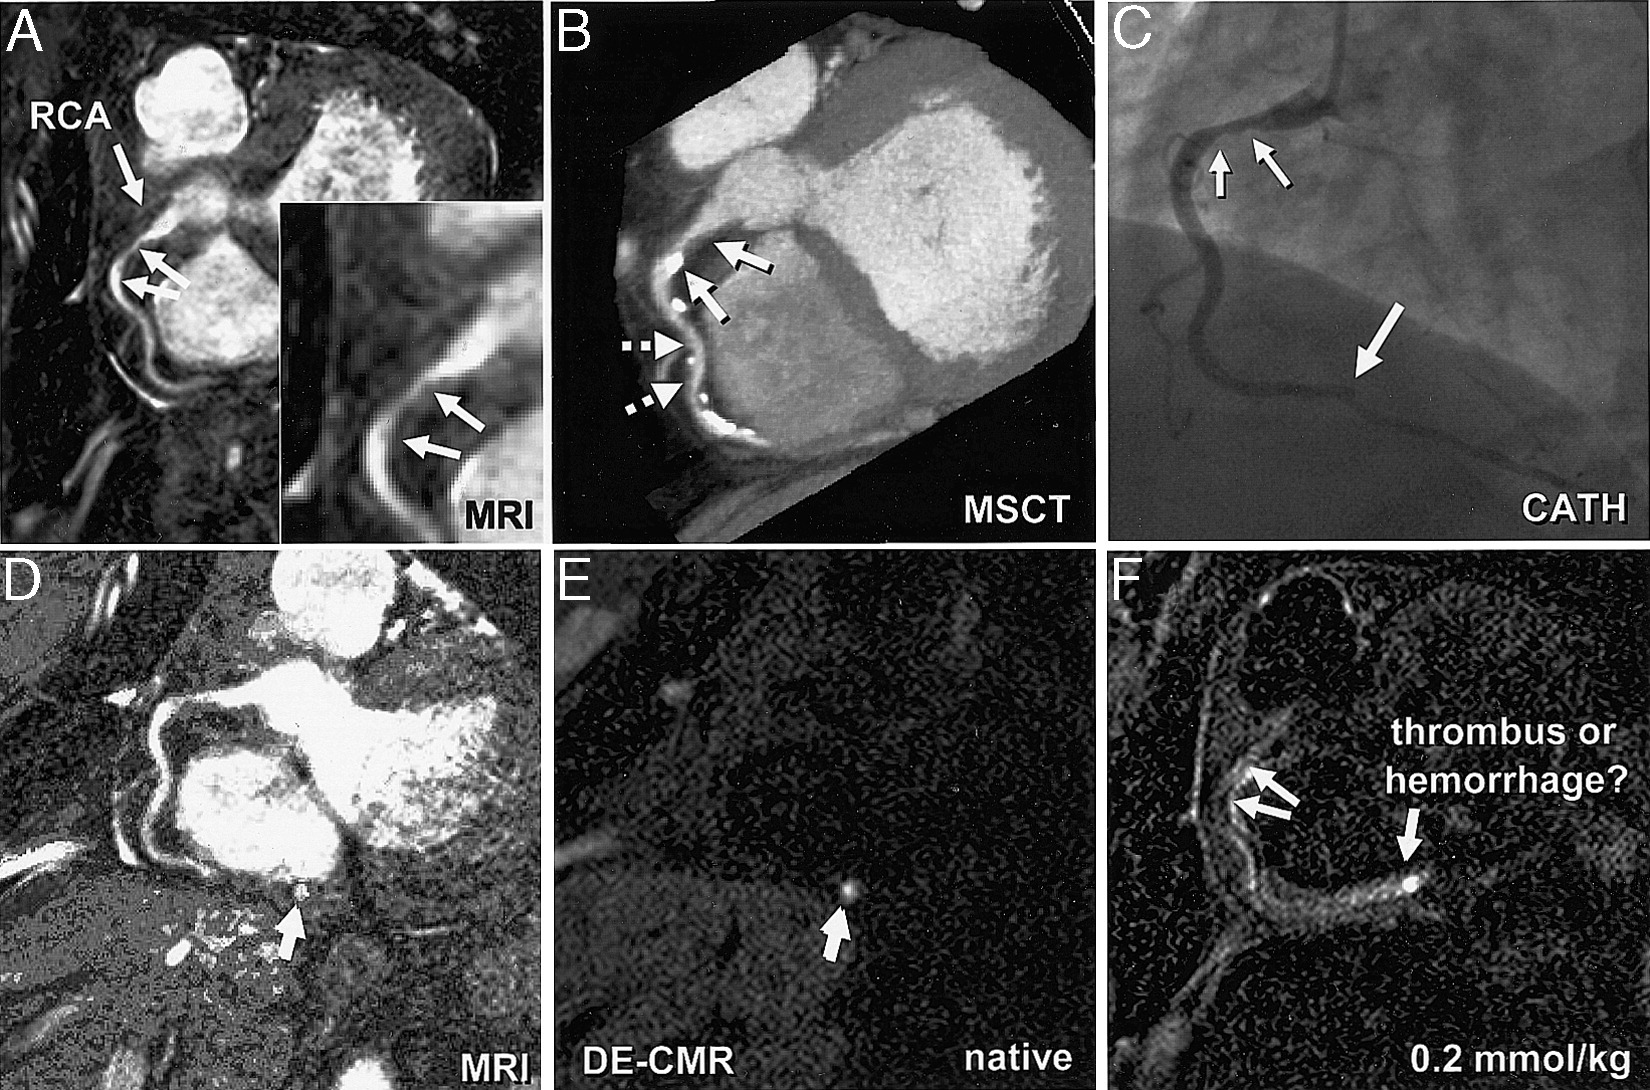 A
RCA
MRI
B
MSCT
C
CATH
D
MRI
E
DE-CMR
native
F
thrombus or
hemorrhage?
0.2 mmol/kg